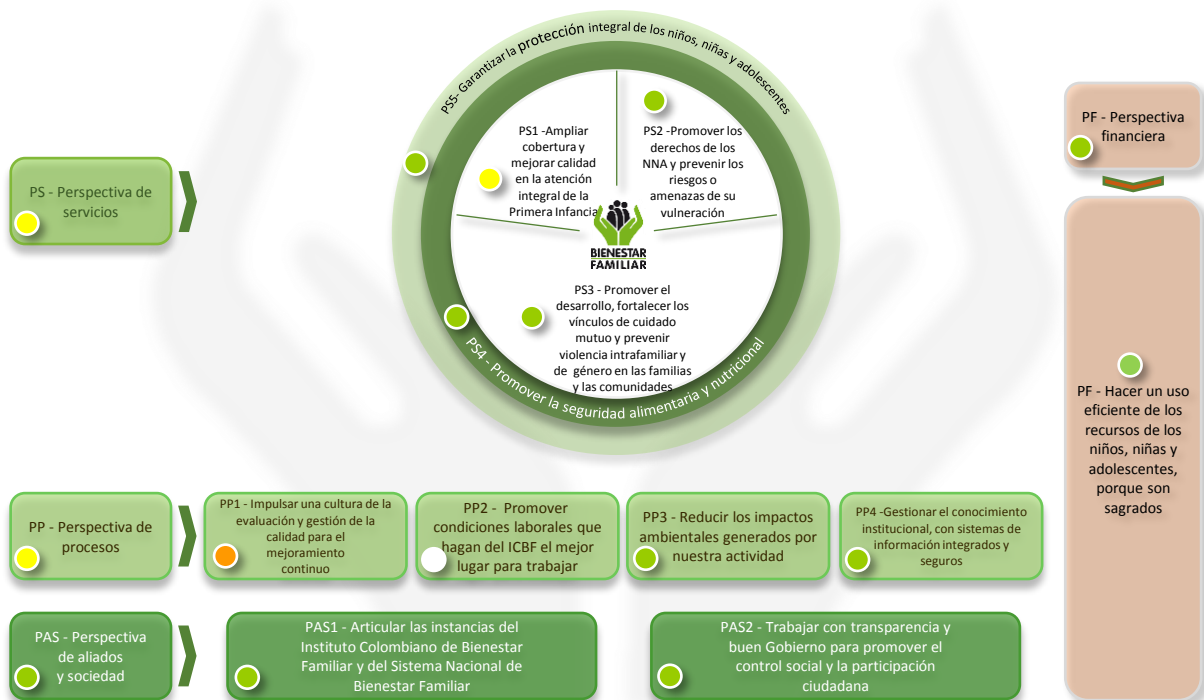 PS5- Garantizar la protección integral de los niños, niñas y adolescentes
PS - Perspectiva de
servicios
PS1 -Ampliar
cobertura y
mejorar calidad
en la atención
integral de la
Primera Infancia
PS2 -Promover los
derechos de los
NNA y prevenir los
riesgos o
amenazas de su
vulneración
BIENESTAR
FAMILIAR
PS3 - Promover el
desarrollo, fortalecer los
vínculos de cuidado
mutuo y prevenir
violencia intrafamiliar y
de género en las familias
y las comunidades
PS4 - Promover la seguridad alimentaria y nutricional
PF - Perspectiva
financiera
PF - Hacer un uso
eficiente de los
recursos de los
niños, niñas y
adolescentes,
porque son
sagrados
PP - Perspectiva de
procesos
PP1 - Impulsar una cultura de la
evaluación y gestión de la
calidad para el
mejoramiento
continuo
PP2 - Promover
condiciones laborales que
hagan del ICBF el mejor
lugar para trabajar
PP3 - Reducir los impactos
ambientales generados por
nuestra actividad
PP4 -Gestionar el conocimiento
institucional, con sistemas de
información integrados y
seguros
PAS - Perspectiva
de aliados
y sociedad
PAS1 - Articular las instancias del
Instituto Colombiano de Bienestar
Familiar y del Sistema Nacional de
Bienestar Familiar
PAS2 - Trabajar con transparencia y
buen Gobierno para promover el
control social y la participación
ciudadana